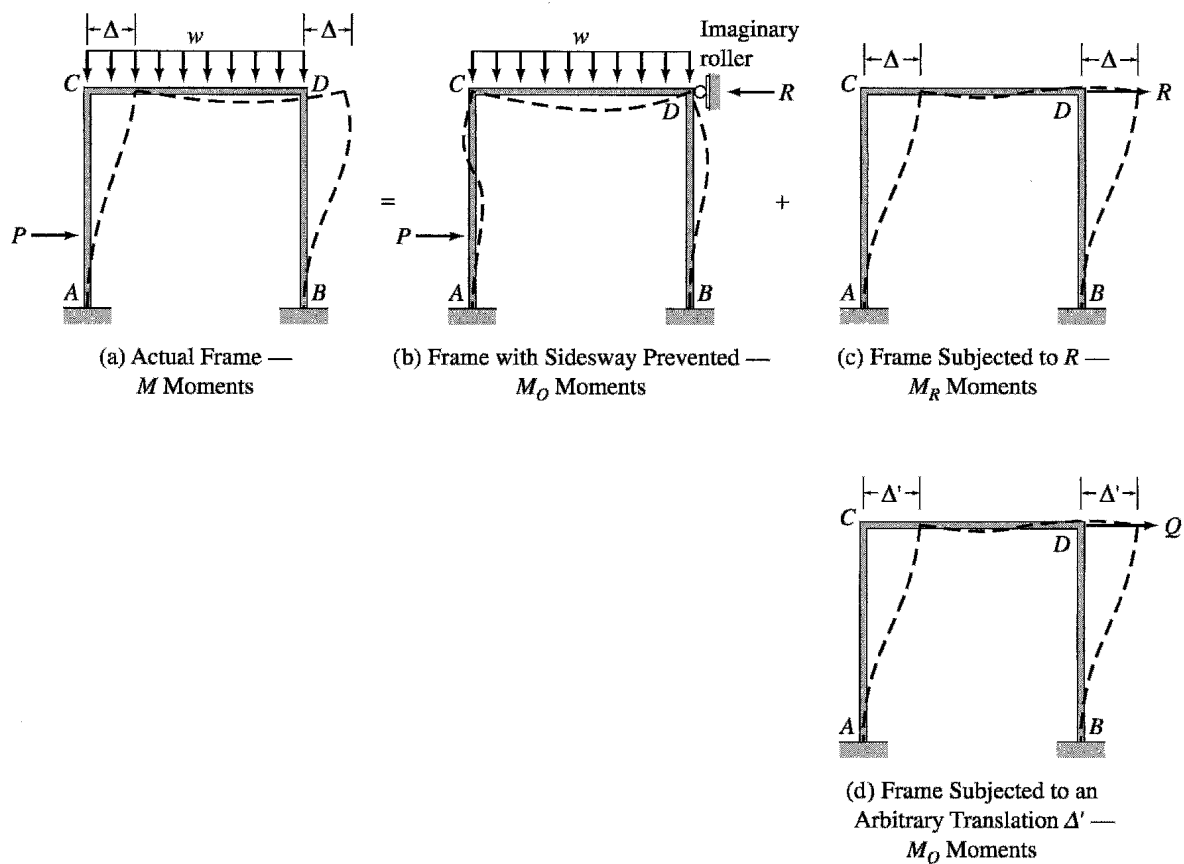 Δ
Δ
w
C
D
P
A
B
(a) Actual Frame —
M Moments
=
w
Imaginary
roller
C
D
R
P
A
B
(b) Frame with Sidesway Prevented —
M_O Moments
+
Δ
Δ
C
D
R
A
B
(c) Frame Subjected to R —
M_R Moments
Δ'
Δ'
C
D
Q
A
B
(d) Frame Subjected to an
Arbitrary Translation Δ' —
M_Q Moments